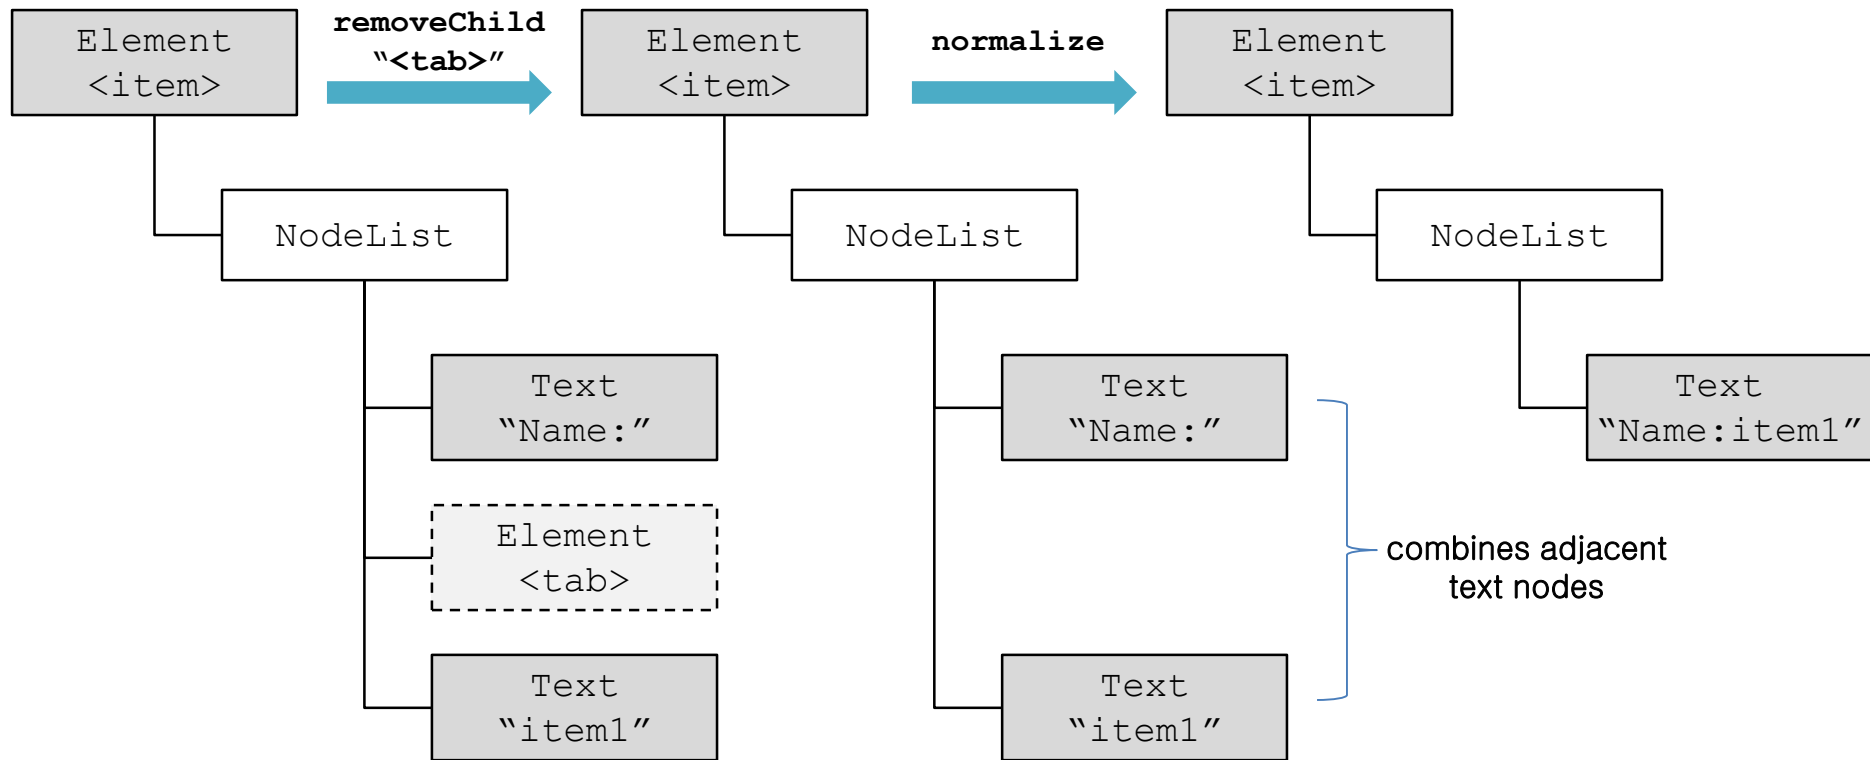 Element
<item>
removeChild
“<tab>”
Element
<item>
normalize
Element
<item>
NodeList
NodeList
NodeList
Text
“Name:”
Text
“Name:”
Text
“Name:item1”
Element
<tab>
combines adjacent
text nodes
Text
“item1”
Text
“item1”